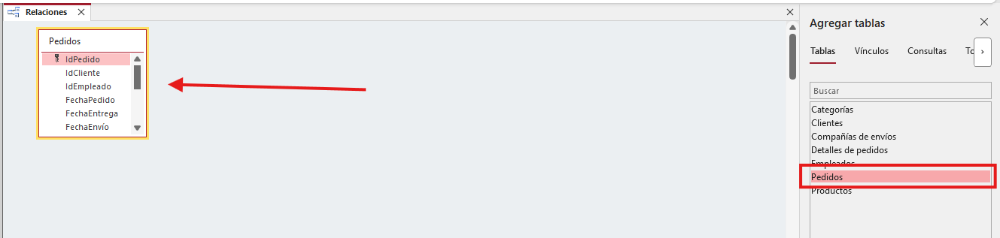 Relaciones
Pedidos
IdPedido
IdCliente
IdEmpleado
FechaPedido
FechaEntrega
FechaEnvío
Agregar tablas
Tablas Vínculos Consultas To
Buscar
Categorías
Clientes
Compañías de envíos
Detalles de pedidos
Empleados
Pedidos
Productos